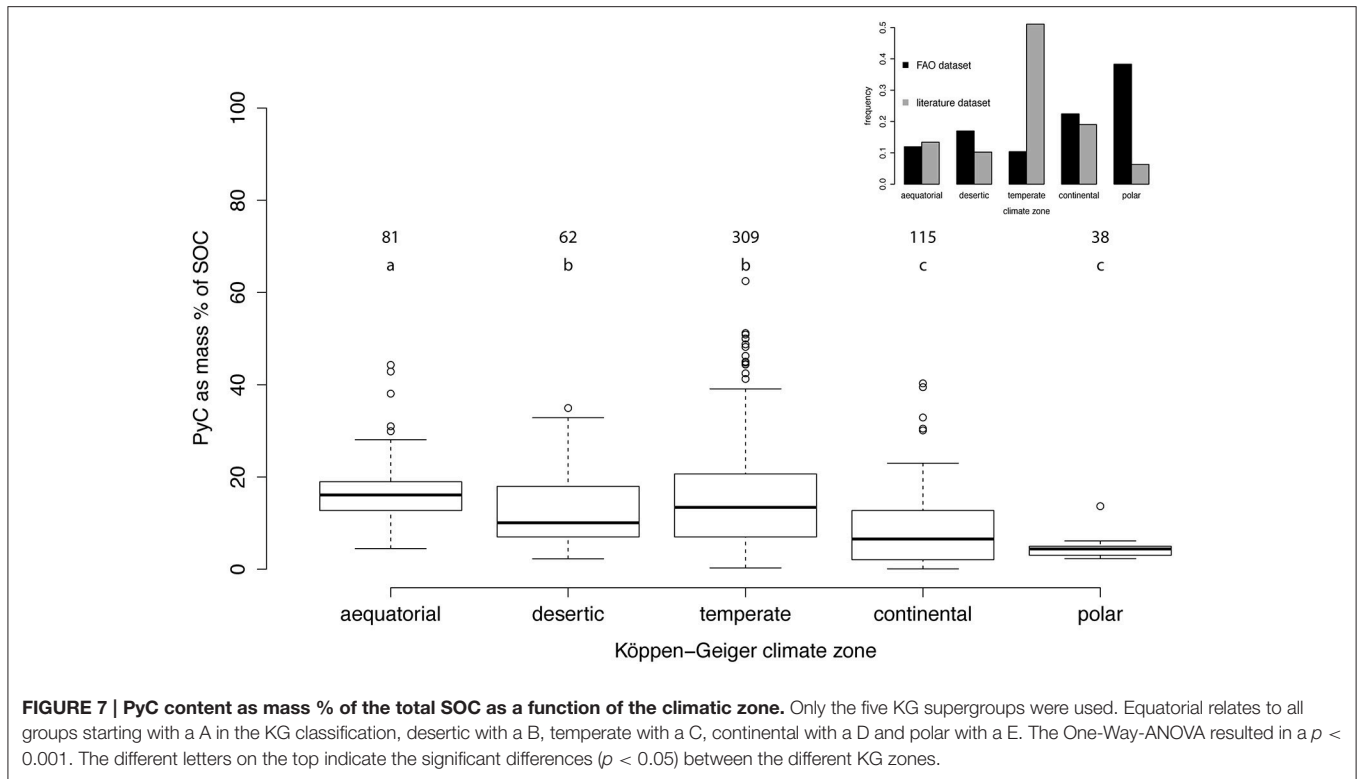 0.5
0.4
0.3
0.2
0.1
0.0
frequency
FAO dataset
literature dataset
aequatorial desertic temperate continental polar
climate zone
100
80
60
40
20
0
PyC as mass % of SOC
81 62 309 115 38
a b b c c
aequatorial desertic temperate continental polar
Köppen−Geiger climate zone
FIGURE 7 | PyC content as mass % of the total SOC as a function of the climatic zone. Only the five KG supergroups were used. Equatorial relates to all
groups starting with a A in the KG classification, desertic with a B, temperate with a C, continental with a D and polar with a E. The One-Way-ANOVA resulted in a p <
0.001. The different letters on the top indicate the significant differences (p < 0.05) between the different KG zones.